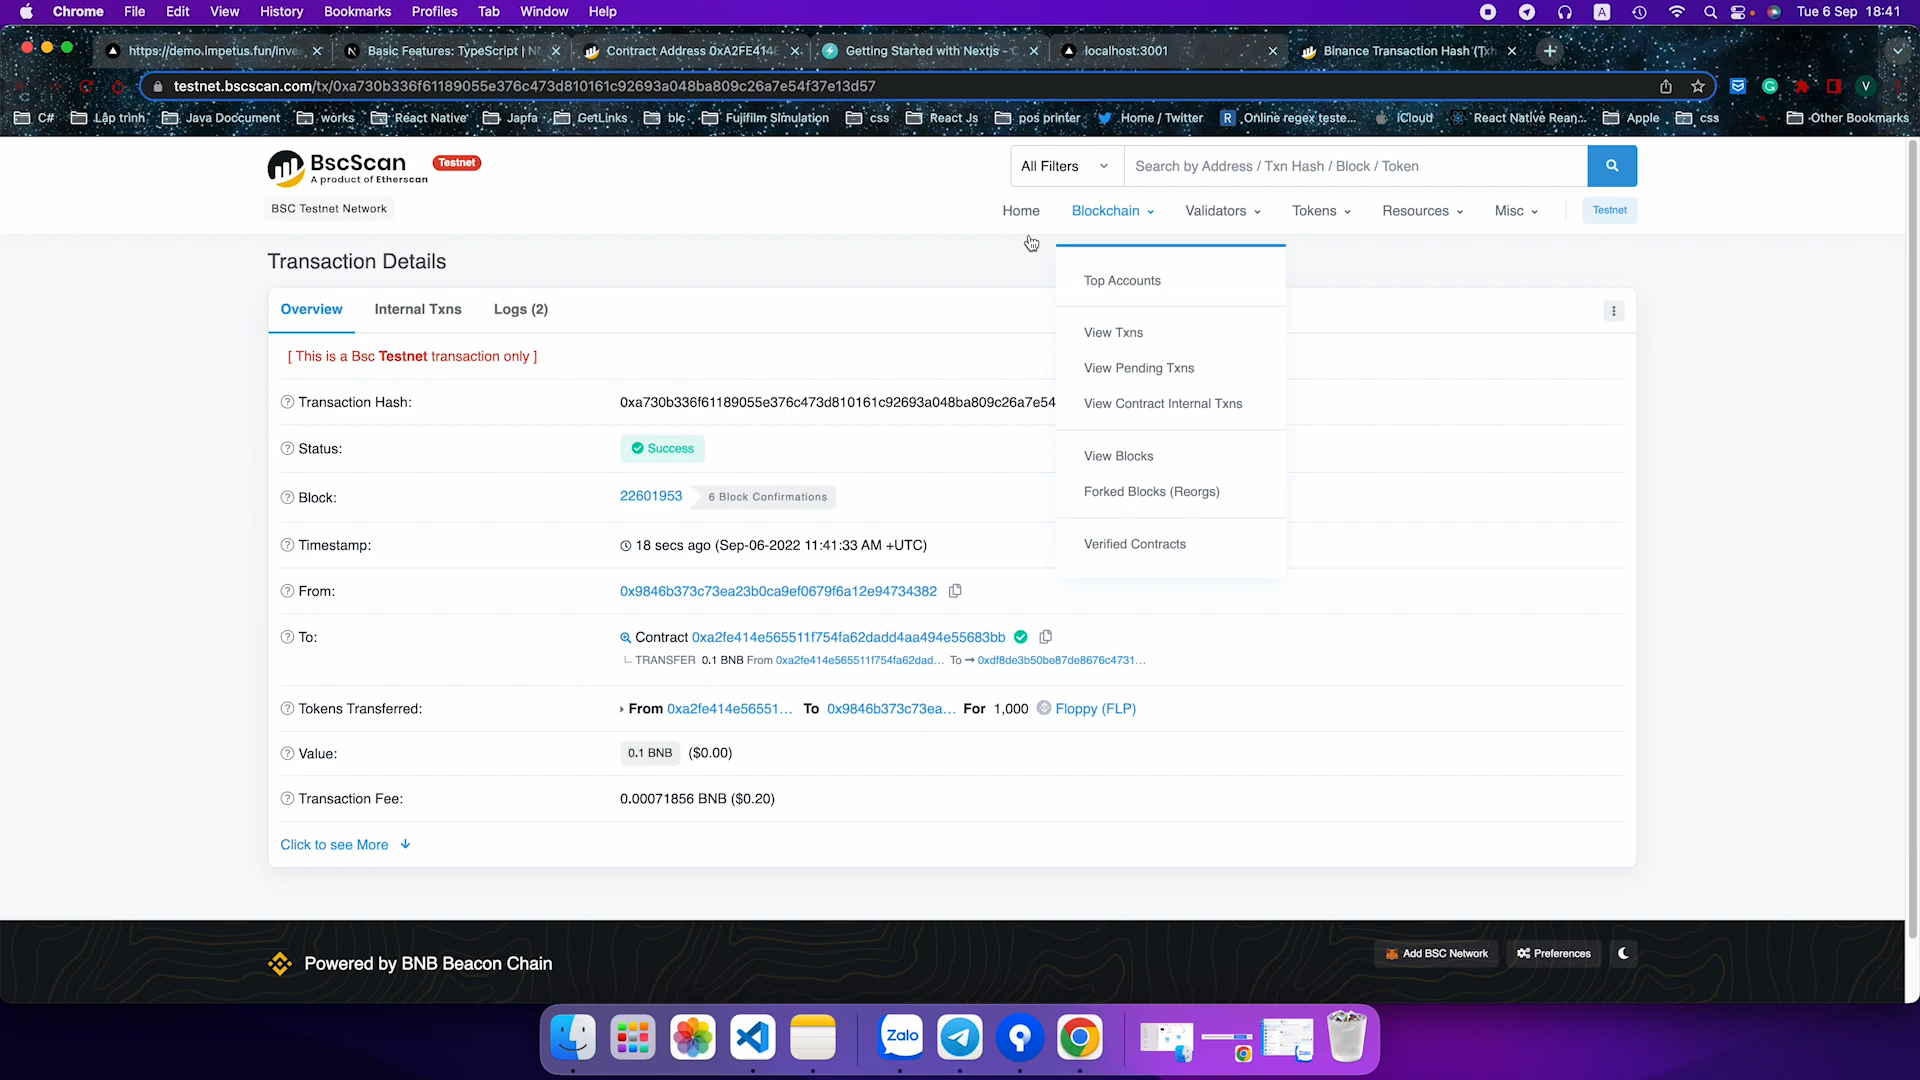 Chrome File Edit View History Bookmarks Profiles Tab Window Help
A Tue 6 Sep 18:41
https://demo.impetus.fun/inves
Basic Features: TypeScript | N
Contract Address 0xA2FE414E
Getting Started with Nextjs -
localhost:3001
Binance Transaction Hash (Txh
testnet.bscscan.com/tx/0xa730b336f61189055e376c473d810161c92693a048ba809c26a7e54f37e13d57
V
C# Lập trình Java Document works React Native Japfa GetLinks blc Fujifilm Simulation css React Js pos printer Home / Twitter R Online regex teste... iCloud React Native Rean... Apple css Other Bookmarks
BscScan Testnet
A product of Etherscan
BSC Testnet Network
All Filters Search by Address / Txn Hash / Block / Token
Home Blockchain Validators Tokens Resources Misc Testnet
Transaction Details
Top Accounts
View Txns
View Pending Txns
View Contract Internal Txns
View Blocks
Forked Blocks (Reorgs)
Verified Contracts
Overview Internal Txns Logs (2)
[ This is a Bsc Testnet transaction only ]
Transaction Hash: 0xa730b336f61189055e376c473d810161c92693a048ba809c26a7e54
Status: Success
Block: 22601953 6 Block Confirmations
Timestamp: 18 secs ago (Sep-06-2022 11:41:33 AM +UTC)
From: 0x9846b373c73ea23b0ca9ef0679f6a12e94734382
To: Contract 0xa2fe414e565511f754fa62dadd4aa494e55683bb
TRANSFER 0.1 BNB From 0xa2fe414e565511f754fa62dad... To → 0xdf8de3b50be87de8676c4731...
Tokens Transferred: From 0xa2fe414e56551... To 0x9846b373c73ea... For 1,000 Floppy (FLP)
Value: 0.1 BNB ($0.00)
Transaction Fee: 0.00071856 BNB ($0.20)
Click to see More
Powered by BNB Beacon Chain
Add BSC Network Preferences
Zalo